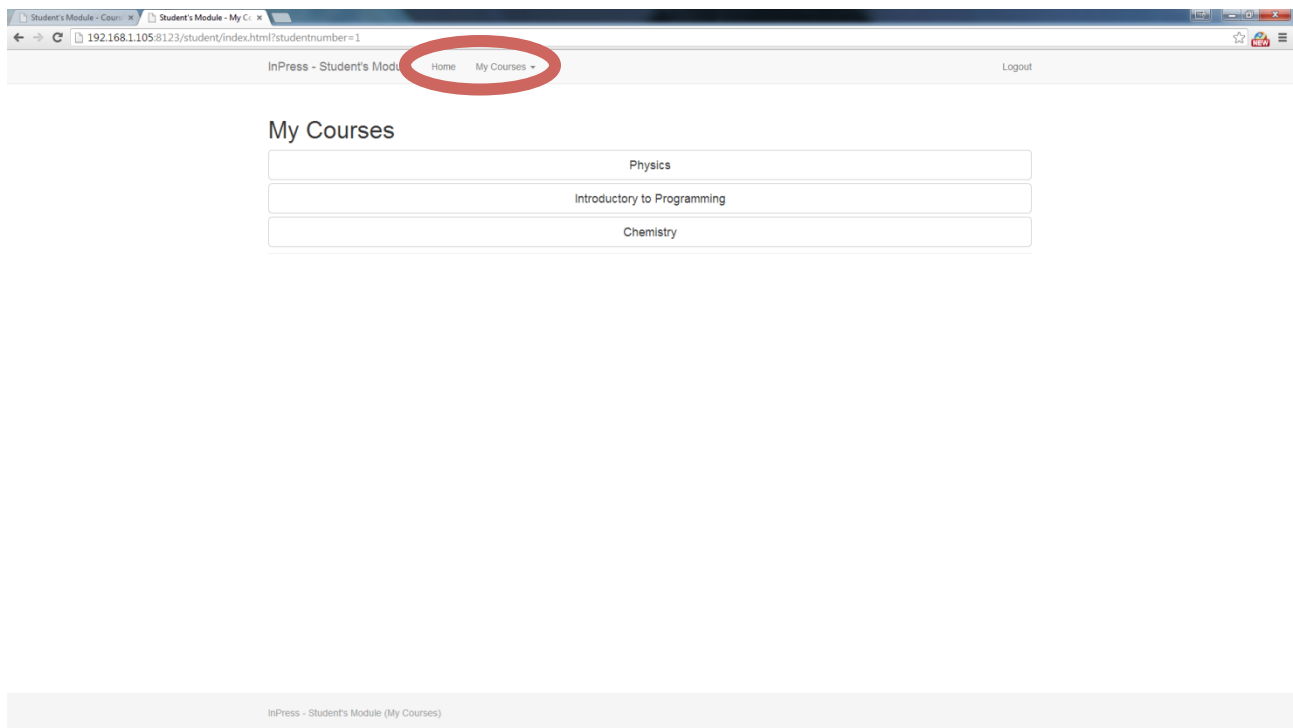 Student's Module - Cours
Student's Module - My Co
192.168.1.105:8123/student/index.html?studentnumber=1
NEW
InPress - Student's Modu Home My Courses Logout
My Courses
Physics
Introductory to Programming
Chemistry
InPress - Student's Module (My Courses)